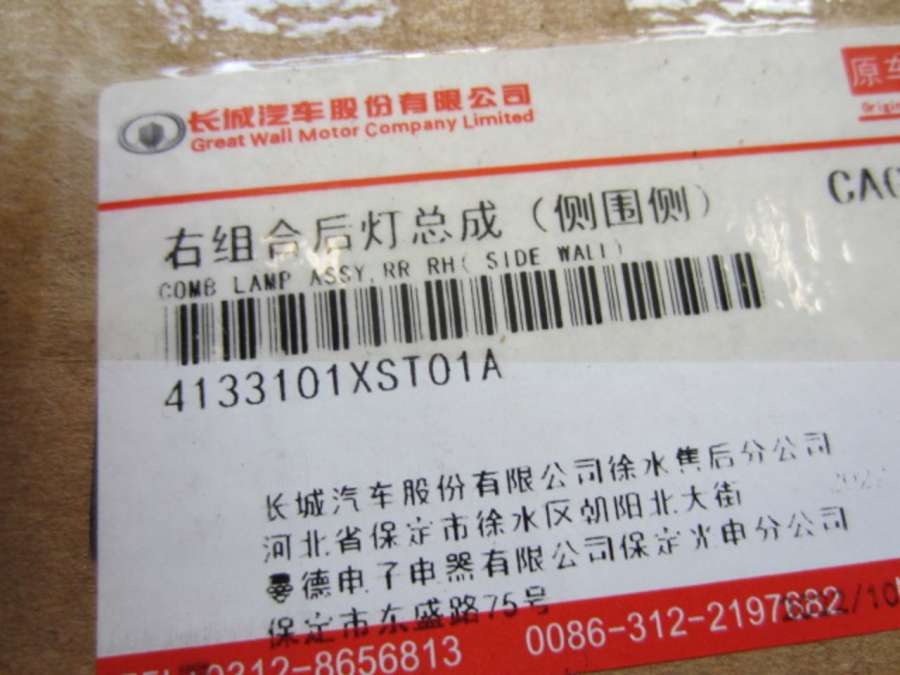 长城汽车股份有限公司
Great Wall Motor Company Limited
原车
Origin
CAG
右组合后灯总成（侧围侧）
COMB LAMP ASSY,RR RH( SIDE WALL)
4133101XST01A
长城汽车股份有限公司徐水售后分公司
河北省保定市徐水区朝阳北大街
曼德电子电器有限公司保定光电分公司
保定市东盛路75号
0312-8656813 0086-312-2197682